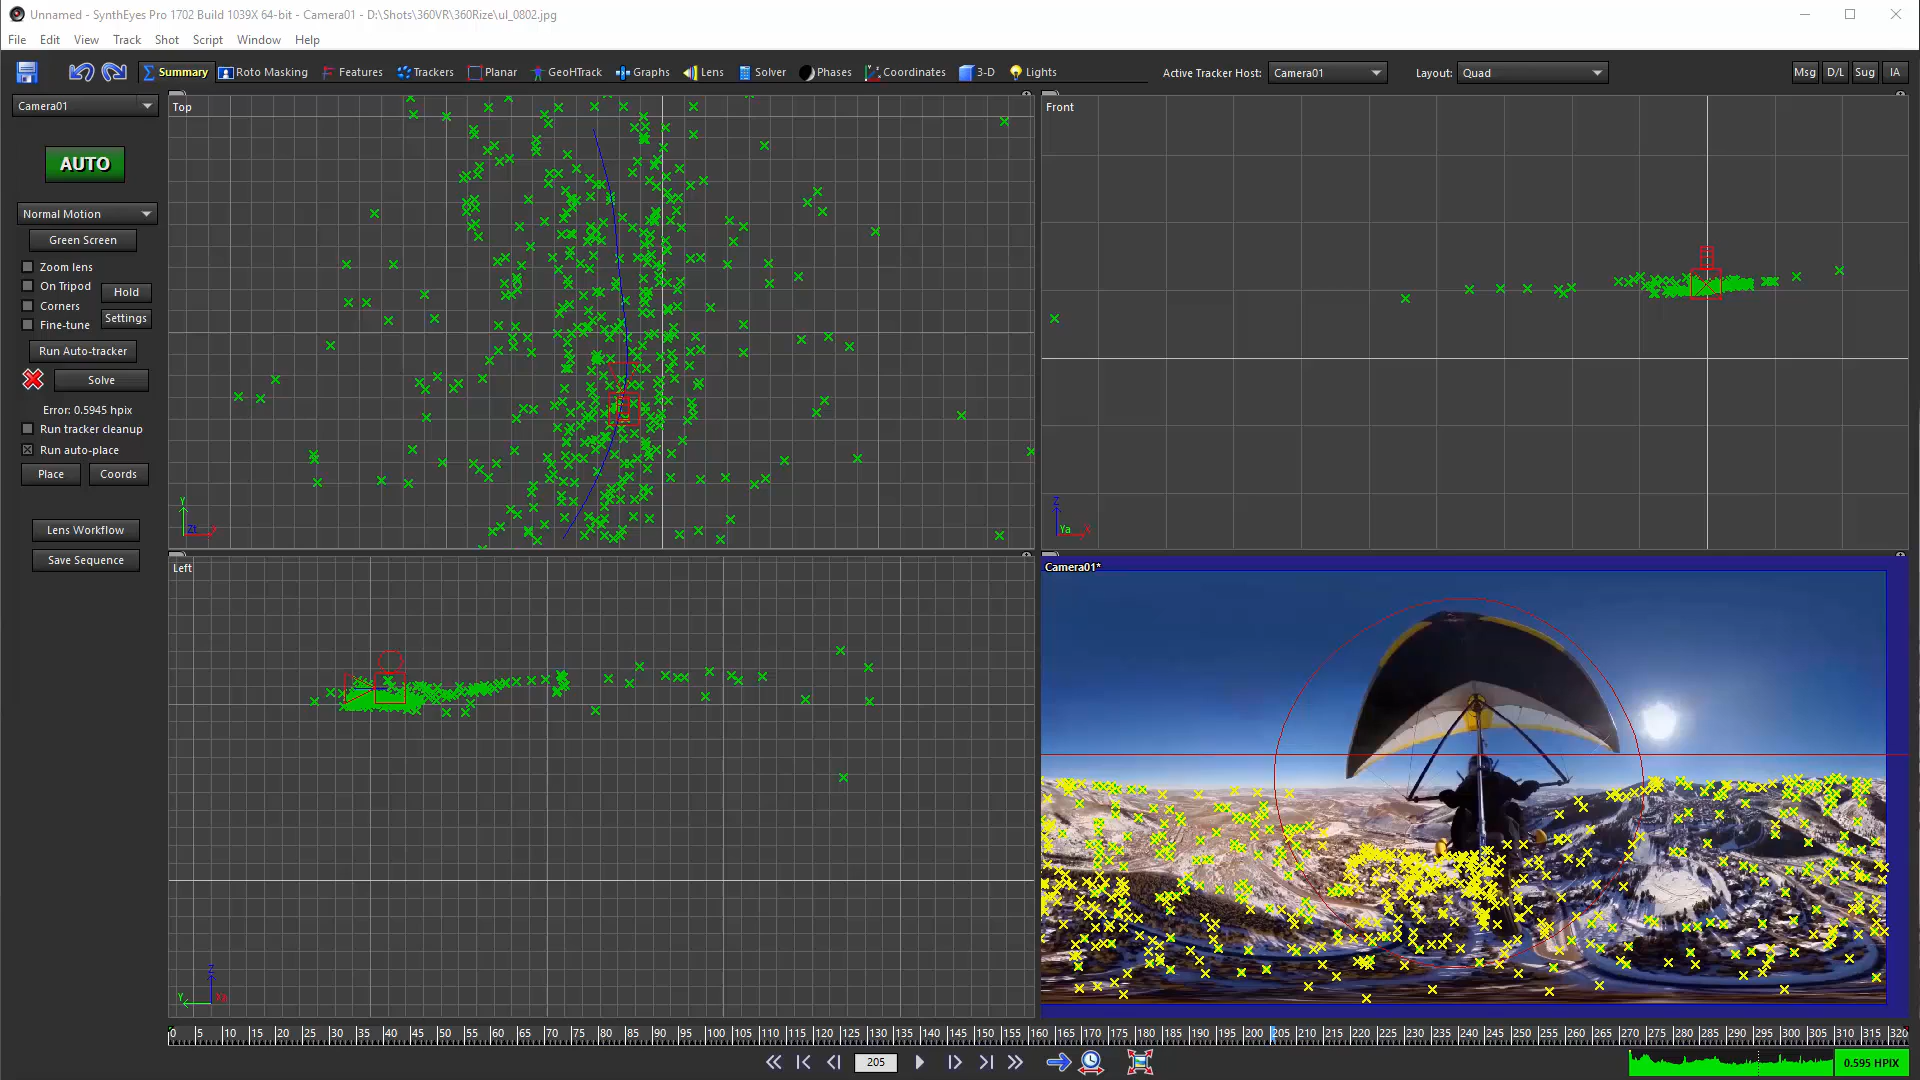 Unnamed - SynthEyes Pro 1702 Build 1039X 64-bit - Camera01 - D:\Shots\360VR\360Rize\ul_0802.jpg
File Edit View Track Shot Script Window Help
Summary Roto Masking Features Trackers Planar GeoHTrack Graphs Lens Solver Phases Coordinates 3-D Lights Active Tracker Host: Camera01 Layout: Quad Msg D/L Sug IA
Camera01
AUTO
Normal Motion
Green Screen
Zoom lens
On Tripod
Hold
Corners
Fine-tune
Settings
Run Auto-tracker
Solve
Error: 0.5945 hpix
Run tracker cleanup
Run auto-place
Place Coords
Lens Workflow
Save Sequence
Top
Y
Zt X
Front
Z
Ya X
Left
Z
Y
Camera01*
0 5 10 15 20 25 30 35 40 45 50 55 60 65 70 75 80 85 90 95 100 105 110 115 120 125 130 135 140 145 150 155 160 165 170 175 180 185 190 195 200 205 210 215 220 225 230 235 240 245 250 255 260 265 270 275 280 285 290 295 300 305 310 315 320
205
0.595 HPIX